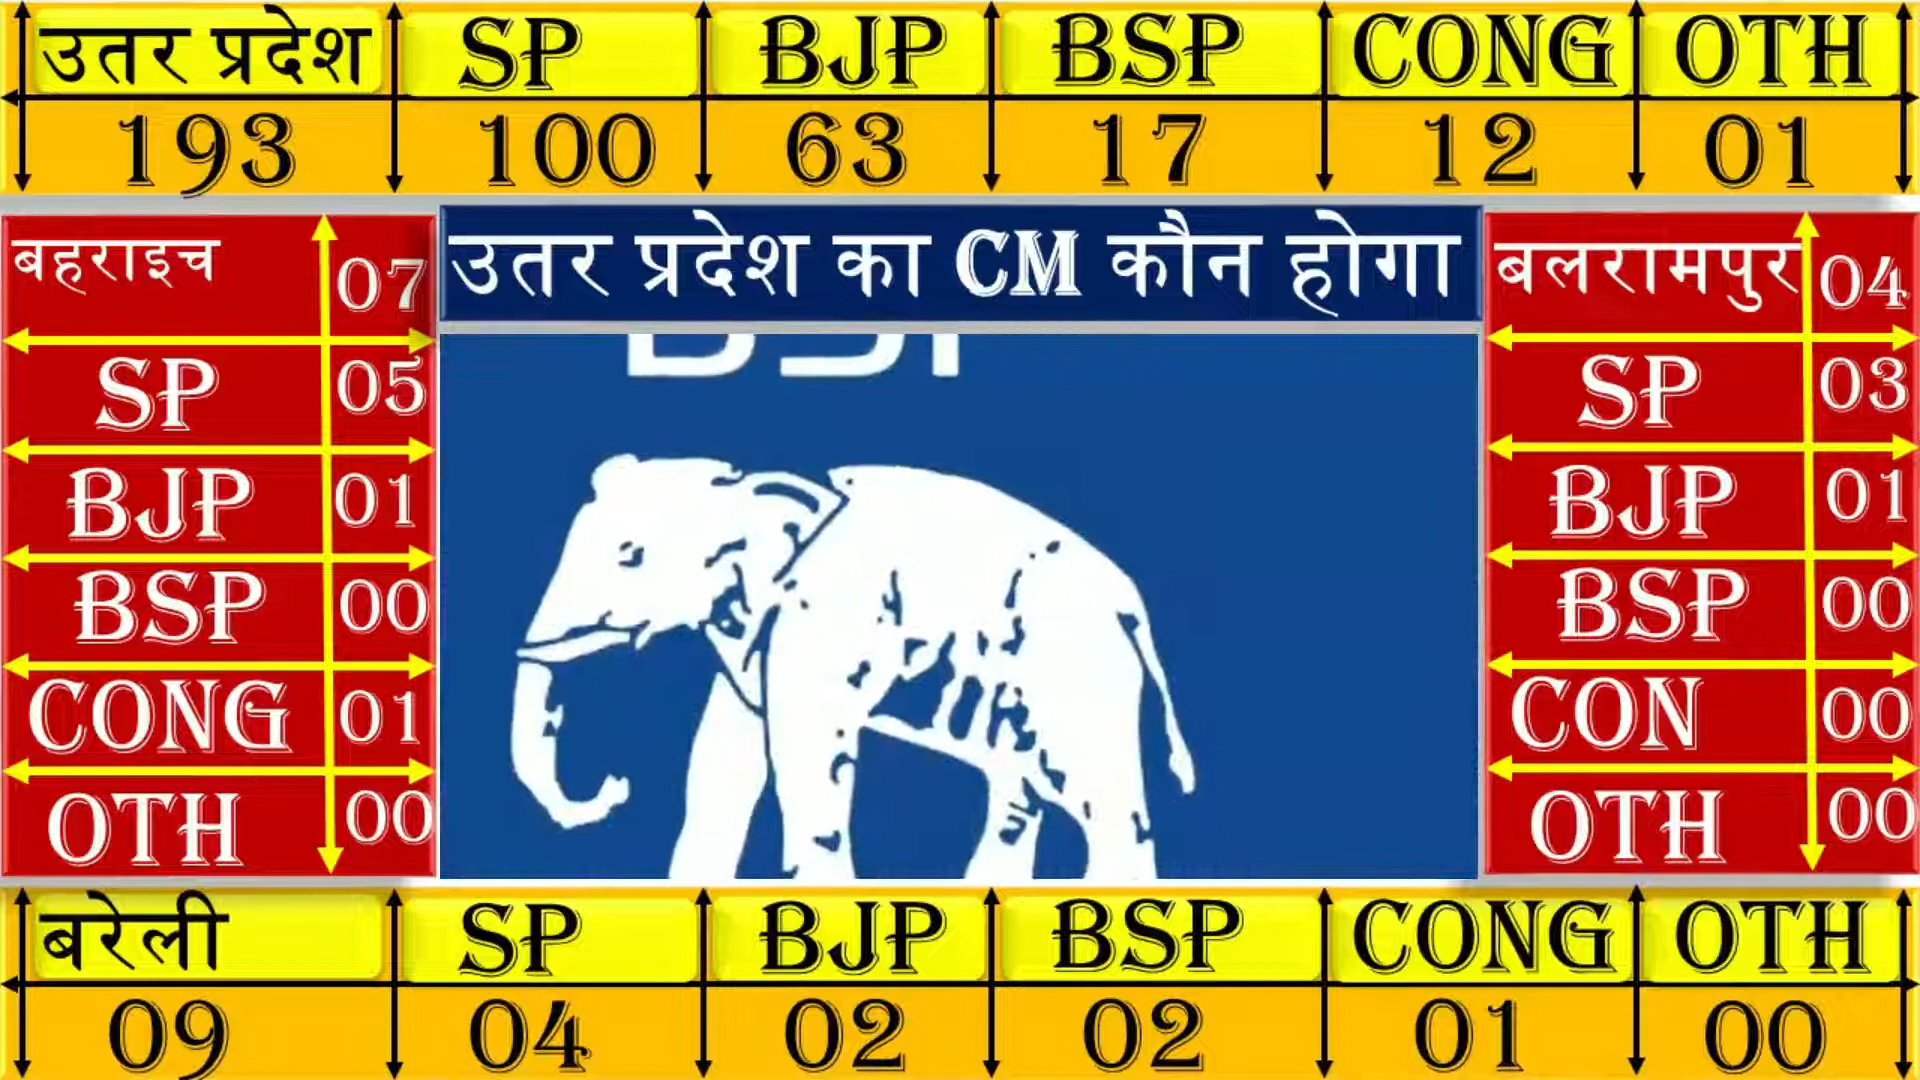 उतर प्रदेश SP BJP BSP CONG OTH
193 100 63 17 12 01
उतर प्रदेश का CM कौन होगा
बहराइच 07
SP 05
BJP 01
BSP 00
CONG 01
OTH 00
BSP
बलरामपुर 04
SP 03
BJP 01
BSP 00
CON 00
OTH 00
बरेली SP BJP BSP CONG OTH
09 04 02 02 01 00